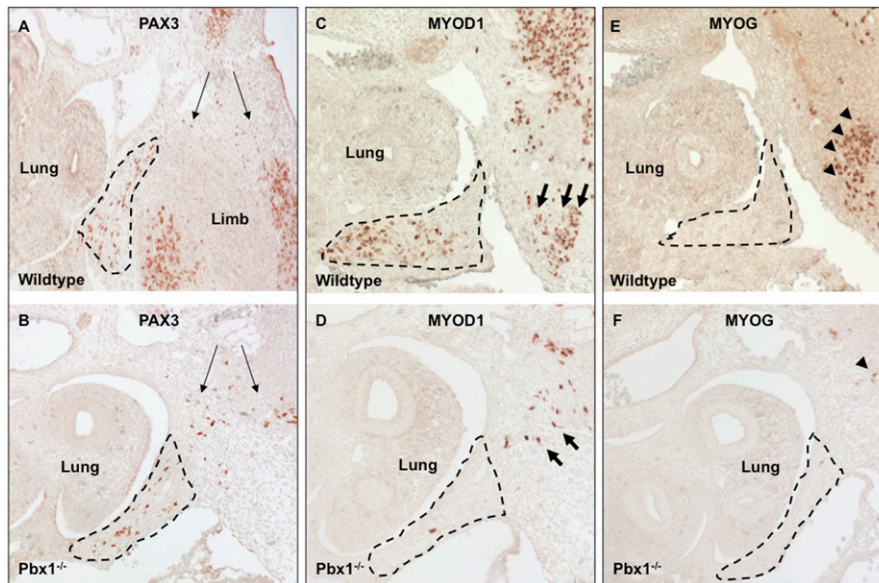 A PAX3
Lung
Limb
Wildtype
C MYOD1
Lung
Wildtype
E MYOG
Lung
Wildtype
B PAX3
Lung
Pbx1-/-
D MYOD1
Lung
Pbx1-/-
F MYOG
Lung
Pbx1-/-